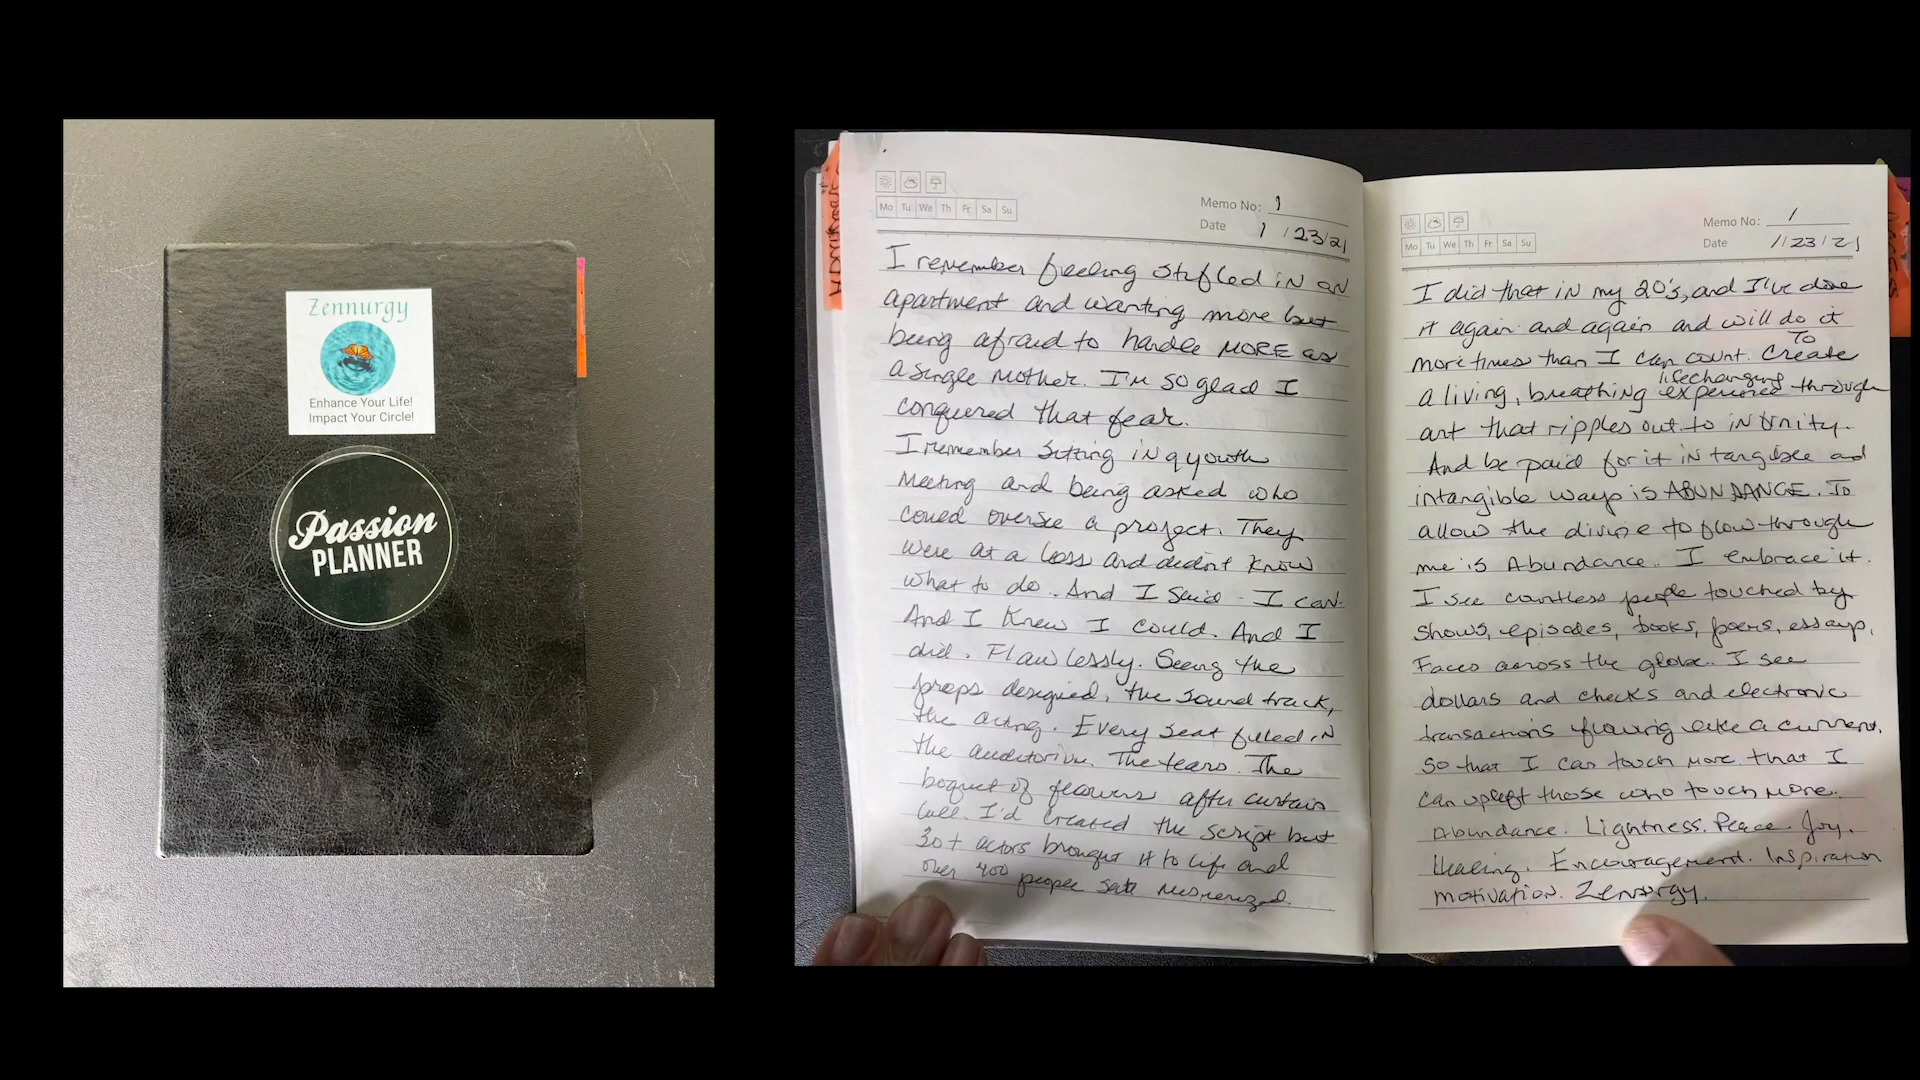 Zennurgy
Enhance Your Life!
Impact Your Circle!
Passion
PLANNER
Mo Tu We Th Fr Sa Su
Memo No: 1
Date 1/23/21
I remember feeling stifled in an
apartment and wanting more but
being afraid to handle MORE as
a single mother. I'm so glad I
conquered that fear.
I remember sitting in a youth
meeting and being asked who
could oversee a project. They
were at a loss and didn't know
what to do. And I said - I can.
And I knew I could. And I
did. Flawlessly. Seeing the
props designed, the sound track,
the acting. Every seat filled in
the auditorium. The tears. The
boquet of flowers after curtain
call. I'd created the script but
30+ actors brought it to life and
over 400 people sat mesmerized.
Mo Tu We Th Fr Sa Su
Memo No: 1
Date 1/23/21
I did that in my 20's, and I've done
it again and again and will do it
more times than I can count. To Create
a living, breathing lifechanging experience through
art that ripples out to infinity.
And be paid for it in tangible and
intangible ways is ABUNDANCE. To
allow the divine to flow through
me is Abundance. I embrace it.
I see countless people touched by
shows, episodes, books, poems, essays,
Faces across the globe. I see
dollars and checks and electronic
transactions flowing like a current,
so that I can touch more that I
can uplift those who touch more.
Abundance. Lightness. Peace. Joy.
Healing. Encouragement. Inspiration
motivation. Zennurgy.